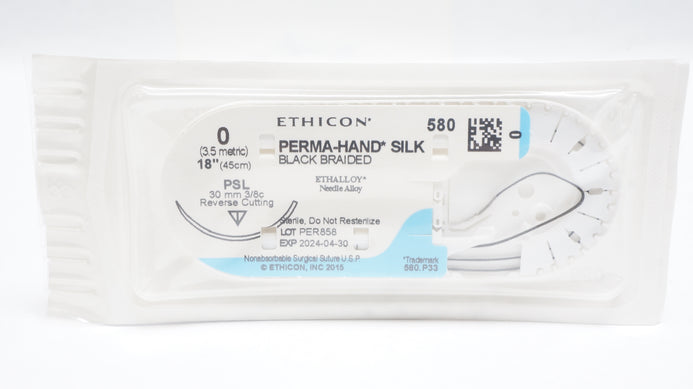 ETHICON*
580
0
0
(3.5 metric)
18" (45cm)
PERMA-HAND* SILK
BLACK BRAIDED
PSL
30 mm 3/8c
Reverse Cutting
ETHALLOY*
Needle Alloy
Sterile, Do Not Resterilize
LOT PER858
EXP 2024-04-30
Nonabsorbable Surgical Suture U.S.P.
© ETHICON, INC 2015
*Trademark
580.P33